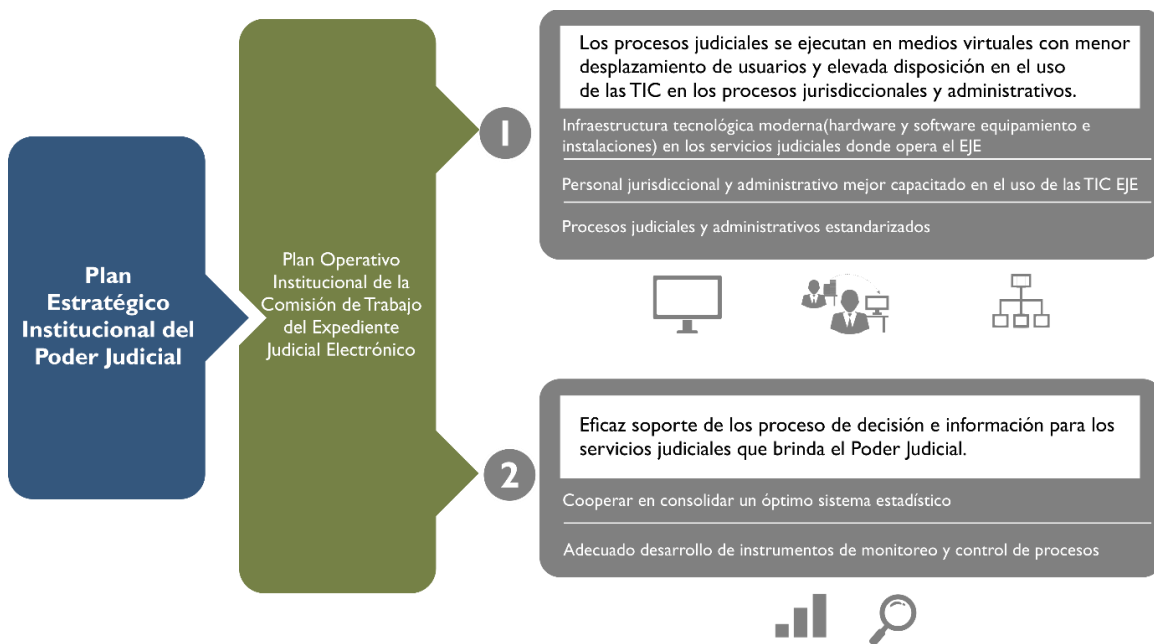 Plan
Estratégico
Institucional del
Poder Judicial
Plan Operativo
Institucional de la
Comisión de Trabajo
del Expediente
Judicial Electrónico
1
Los procesos judiciales se ejecutan en medios virtuales con menor
desplazamiento de usuarios y elevada disposición en el uso
de las TIC en los procesos jurisdiccionales y administrativos.
Infraestructura tecnológica moderna(hardware y software equipamiento e
instalaciones) en los servicios judiciales donde opera el EJE
Personal jurisdiccional y administrativo mejor capacitado en el uso de las TIC EJE
Procesos judiciales y administrativos estandarizados
2
Eficaz soporte de los proceso de decisión e información para los
servicios judiciales que brinda el Poder Judicial.
Cooperar en consolidar un óptimo sistema estadístico
Adecuado desarrollo de instrumentos de monitoreo y control de procesos